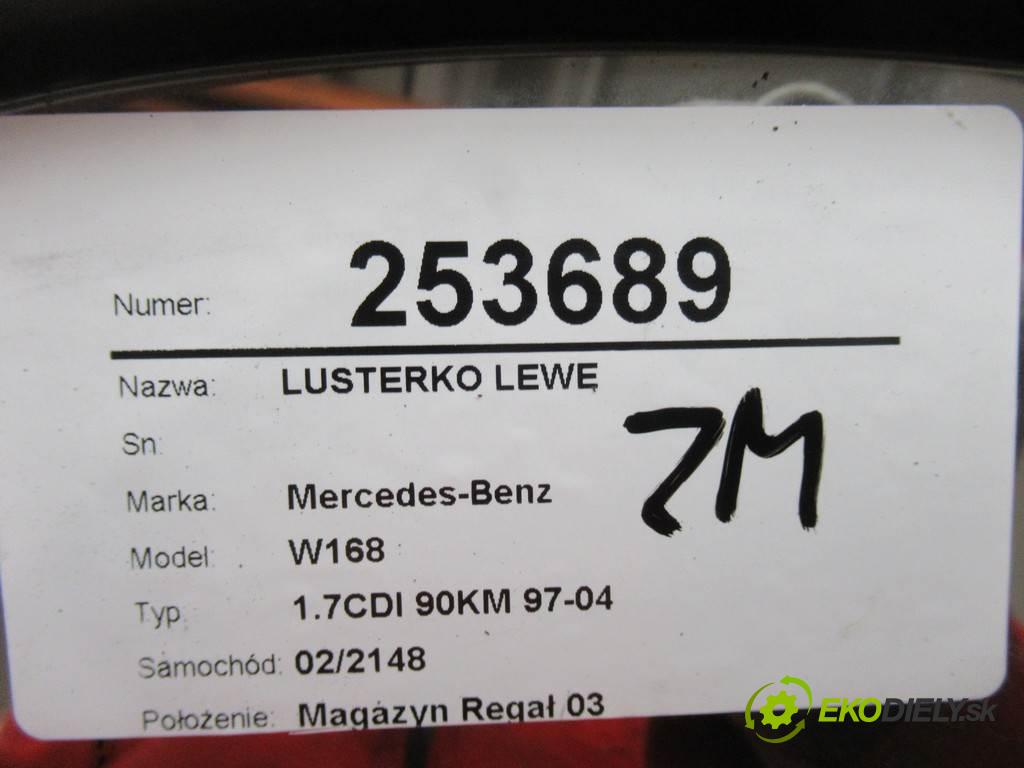 Numer: 253689
Nazwa: LUSTERKO LEWE
Sn:
ZM
Marka: Mercedes-Benz
Model: W168
Typ: 1.7CDI 90KM 97-04
Samochód: 02/2148
Położenie: Magazyn Regał 03
EKODIELY.sk